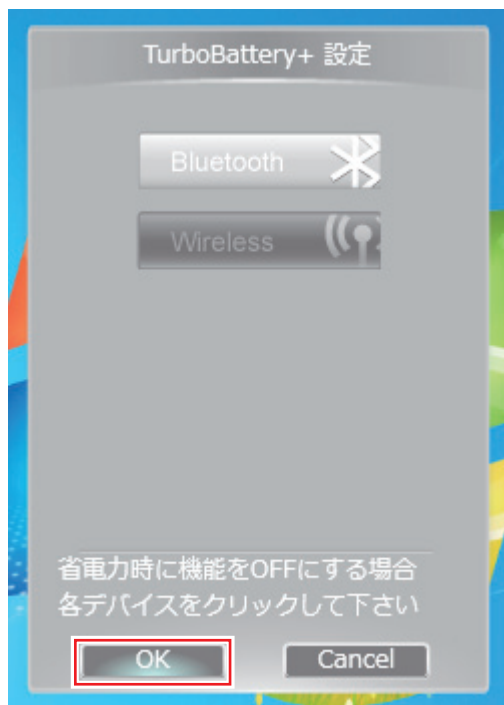 TurboBattery+ 設定
Bluetooth
Wireless
省電力時に機能をOFFにする場合
各デバイスをクリックして下さい
OK
Cancel